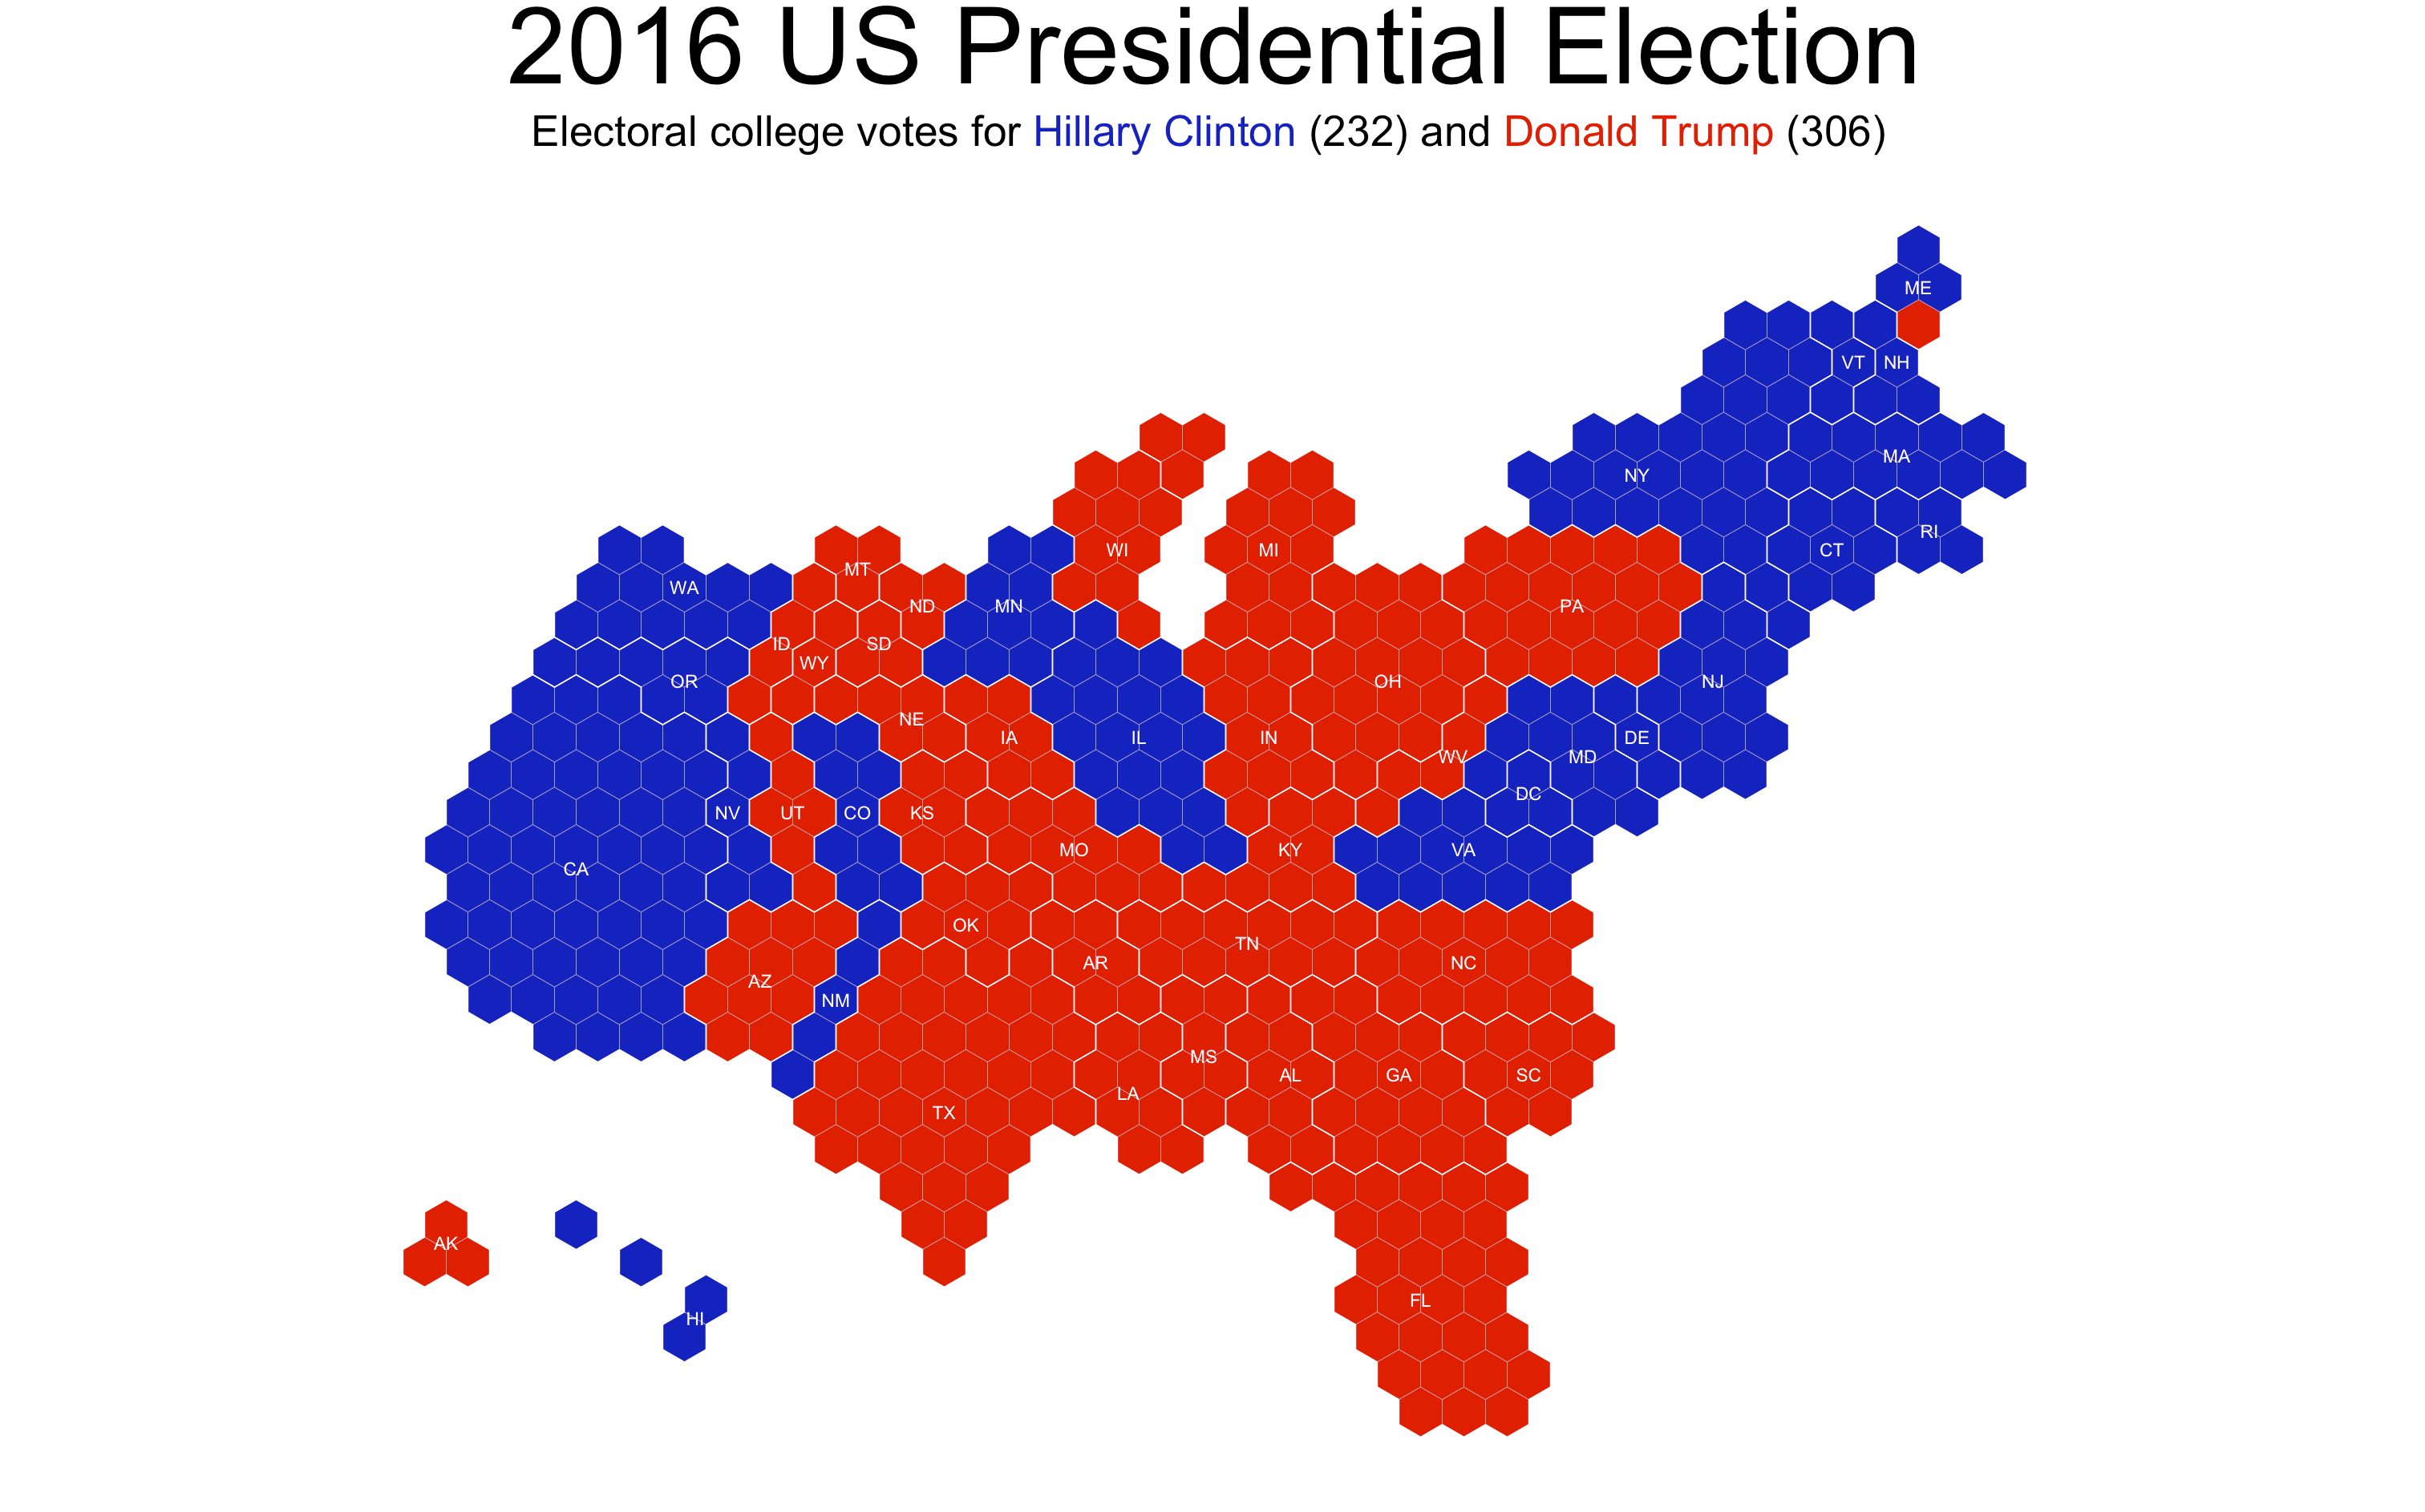 2016 US Presidential Election
Electoral college votes for Hillary Clinton (232) and Donald Trump (306)
ME
VT NH
MA
NY
RI
WI MI CT
MT
WA
ND MN PA
ID SD
WY
OR OH NJ
NE
IA IL IN DE
WV MD
DC
NV UT CO KS
MO KY VA
CA
OK
TN
AR NC
AZ
NM
MS
AL GA SC
LA
TX
AK
FL
HI